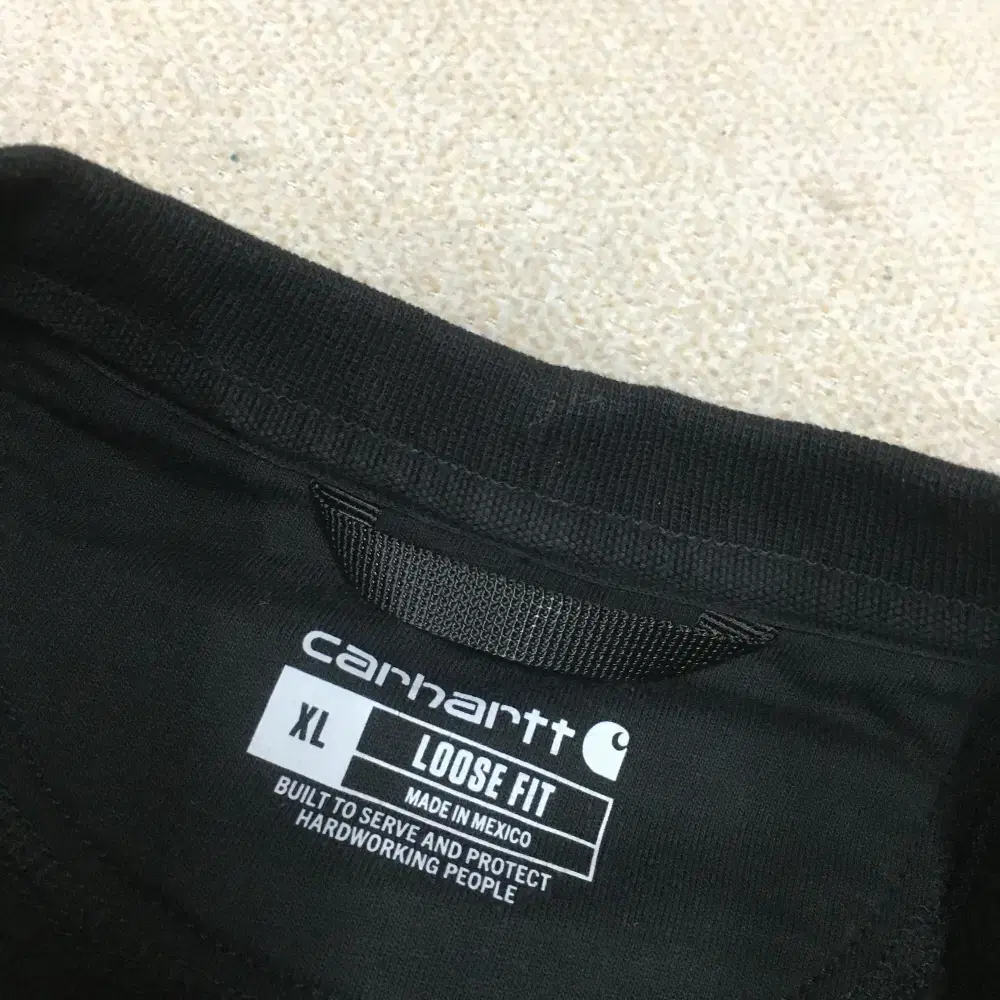 carhartt
XL
LOOSE FIT
MADE IN MEXICO
BUILT TO SERVE AND PROTECT
HARDWORKING PEOPLE